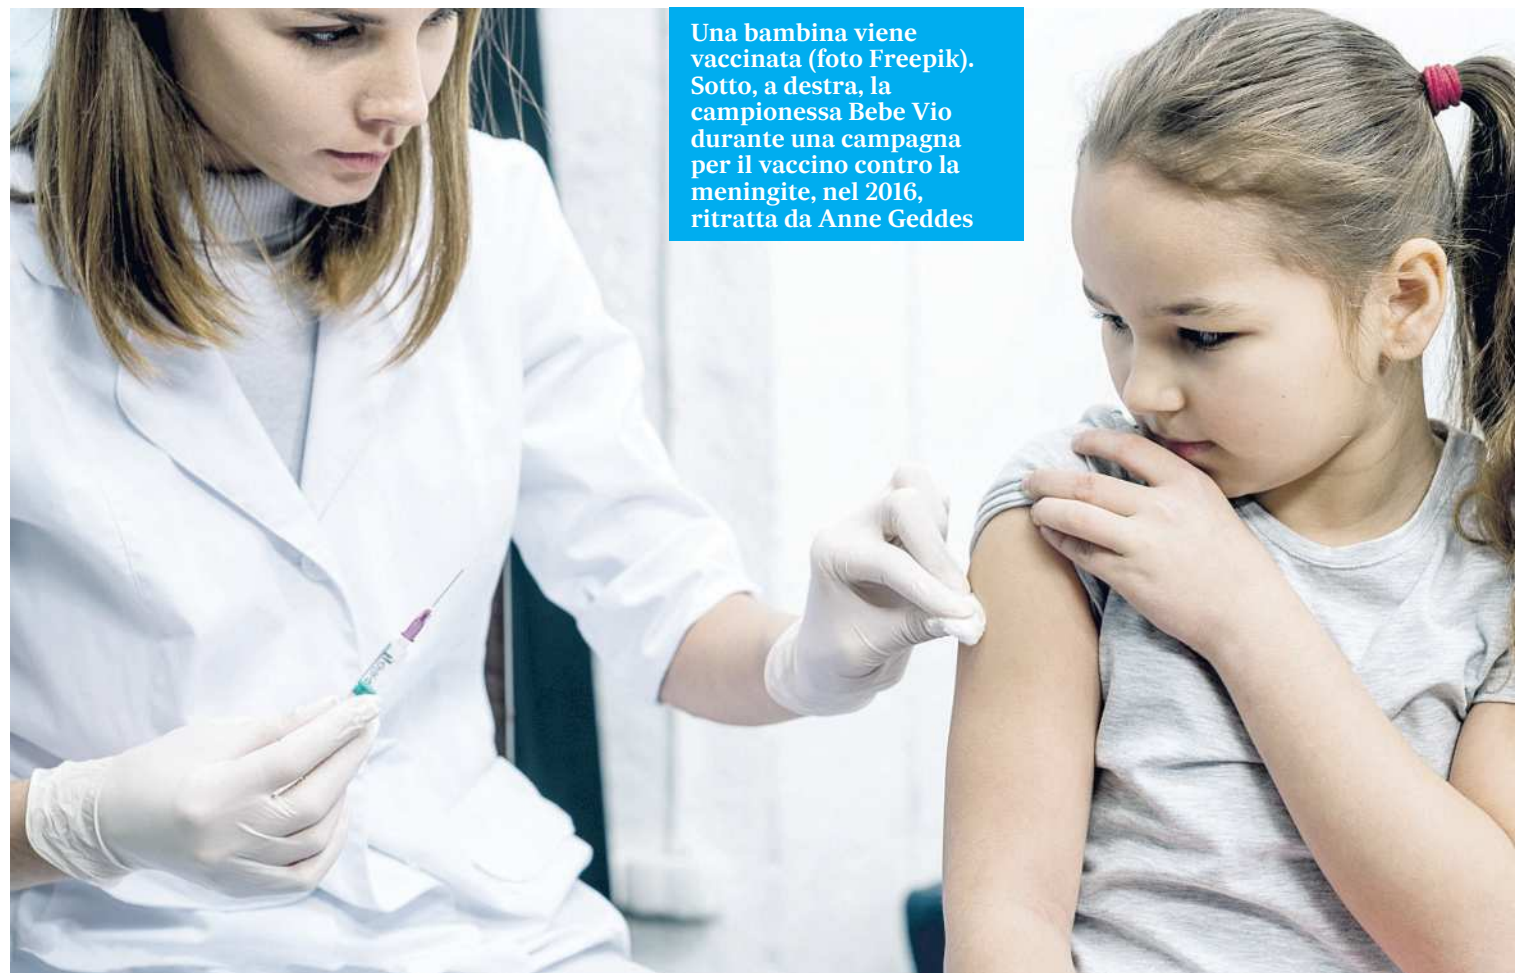 Una bambina viene
vaccinata (foto Freepik).
Sotto, a destra, la
campionessa Bebe Vio
durante una campagna
per il vaccino contro la
meningite, nel 2016,
ritratta da Anne Geddes